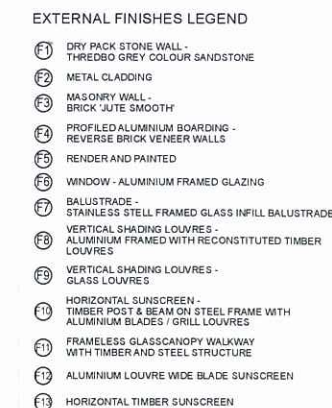 EXTERNAL FINISHES LEGEND
F1 DRY PACK STONE WALL -
THREDBO GREY COLOUR SANDSTONE
F2 METAL CLADDING
F3 MASONRY WALL -
BRICK 'JUTE SMOOTH'
F4 PROFILED ALUMINIUM BOARDING -
REVERSE BRICK VENEER WALLS
F5 RENDER AND PAINTED
F6 WINDOW - ALUMINIUM FRAMED GLAZING
F7 BALUSTRADE -
STAINLESS STELL FRAMED GLASS INFILL BALUSTRADE
F8 VERTICAL SHADING LOUVRES -
ALUMINIUM FRAMED WITH RECONSTITUTED TIMBER
LOUVRES
F9 VERTICAL SHADING LOUVRES -
GLASS LOUVRES
F10 HORIZONTAL SUNSCREEN -
TIMBER POST & BEAM ON STEEL FRAME WITH
ALUMINIUM BLADES / GRILL LOUVRES
F11 FRAMELESS GLASSCANOPY WALKWAY
WITH TIMBER AND STEEL STRUCTURE
F12 ALUMINIUM LOUVRE WIDE BLADE SUNSCREEN
F13 HORIZONTAL TIMBER SUNSCREEN